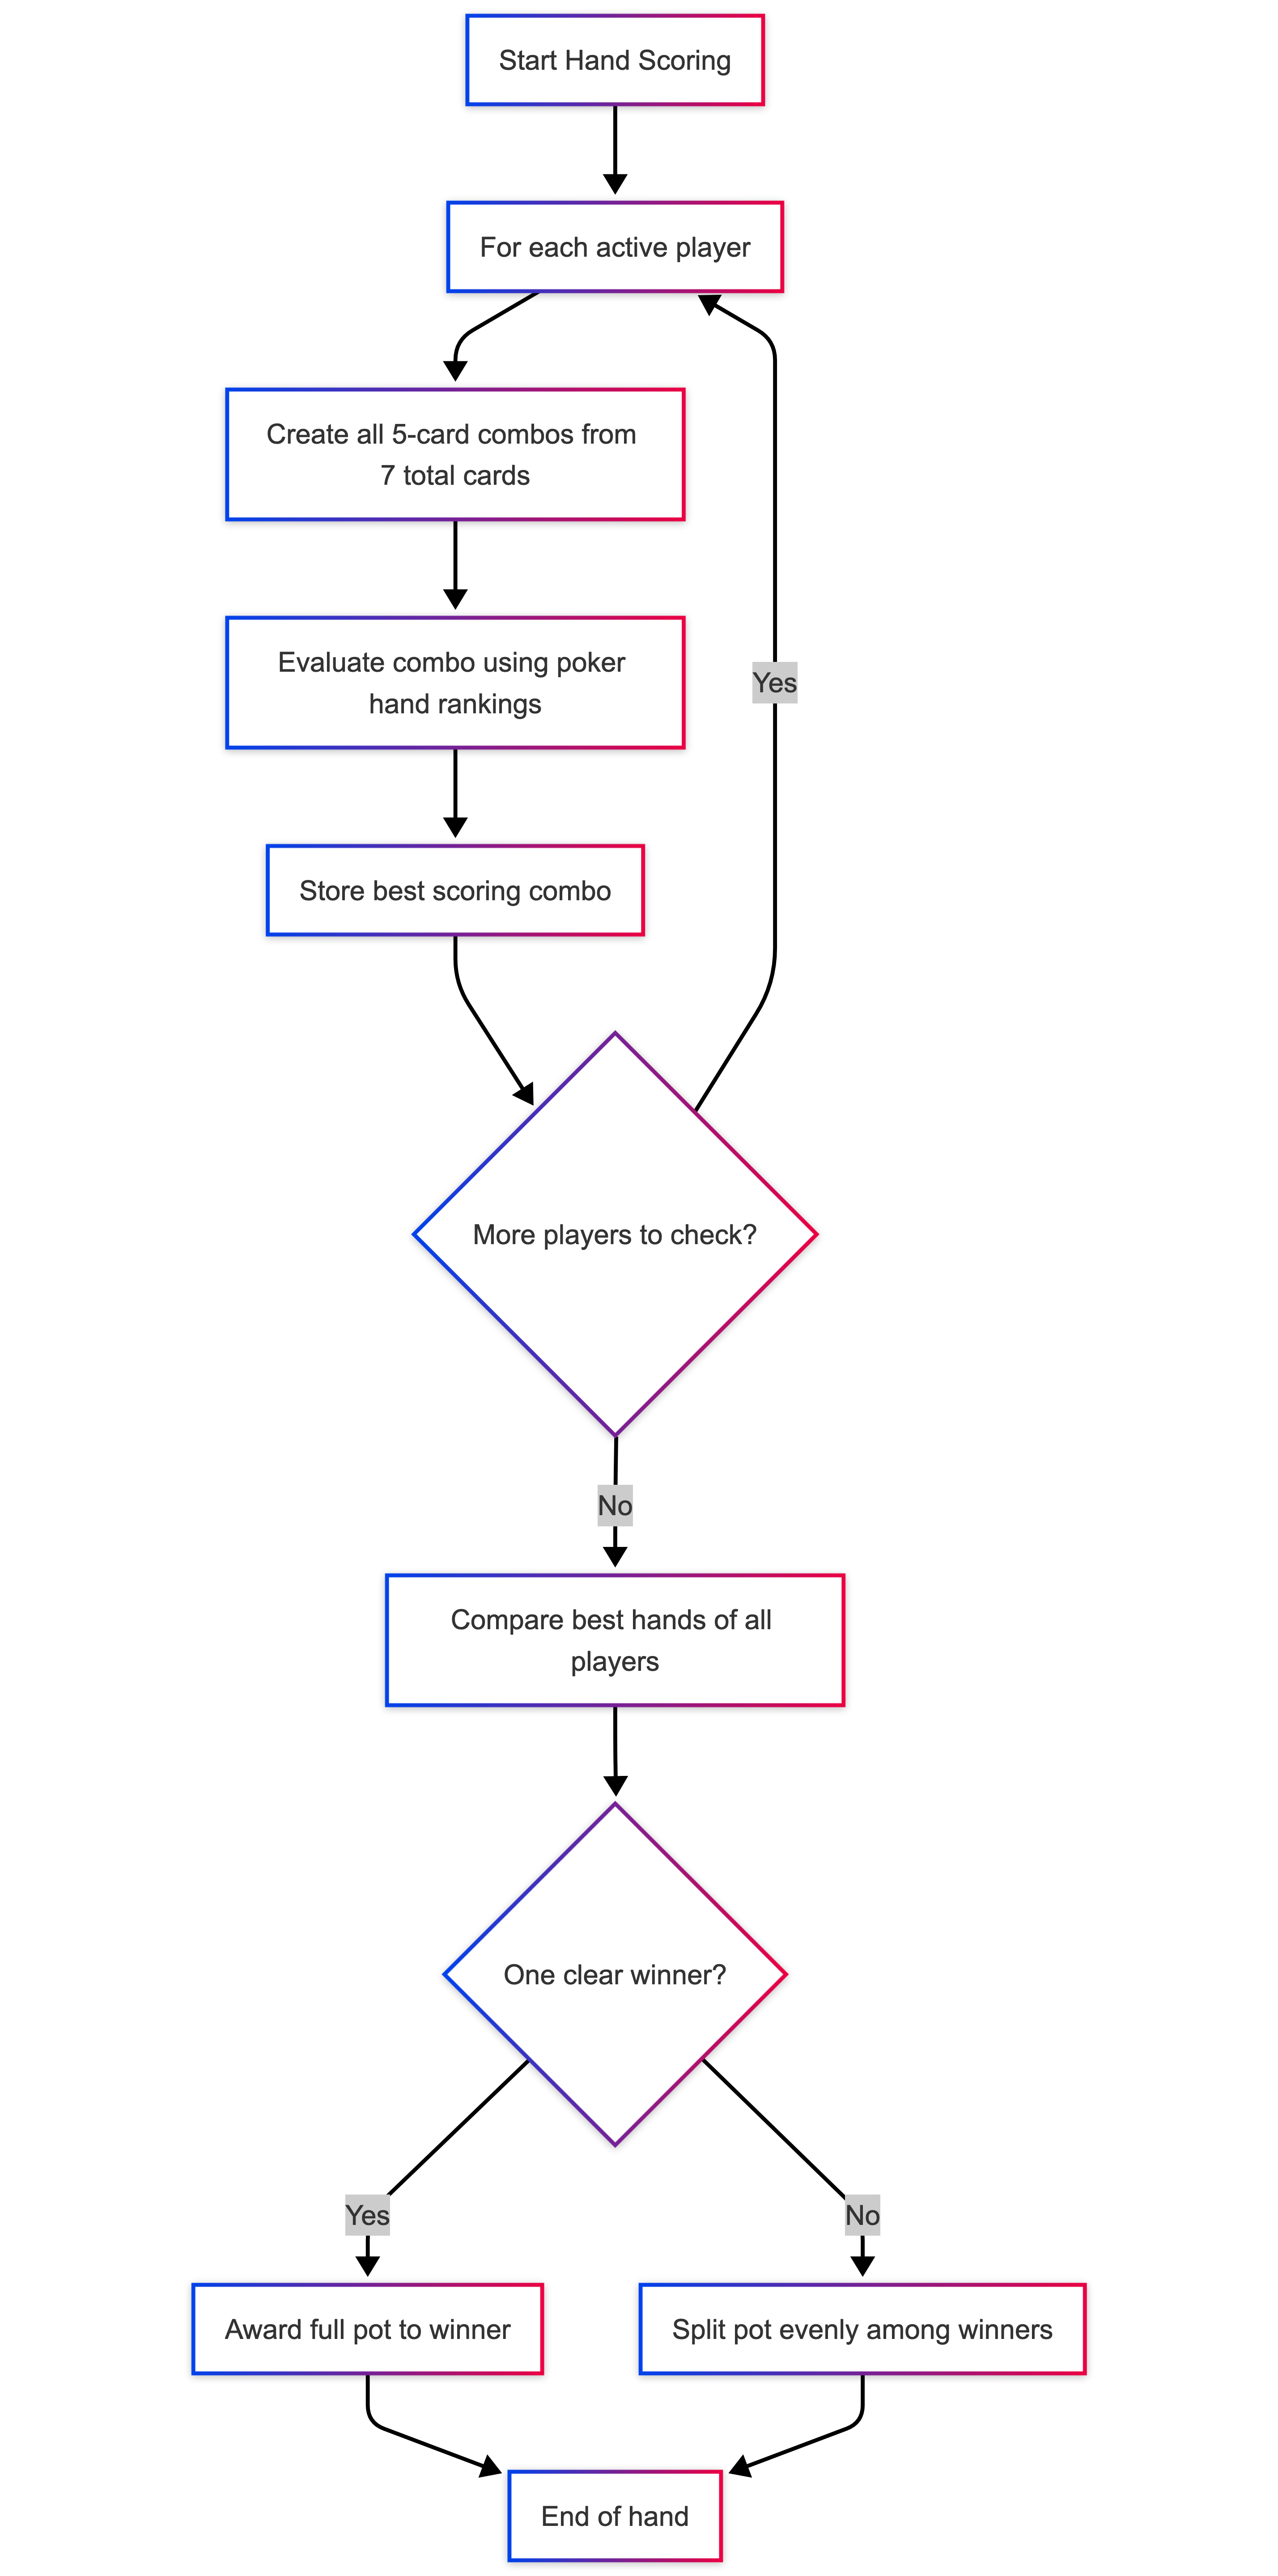 Start Hand Scoring
For each active player
Create all 5-card combos from
7 total cards
Evaluate combo using poker
hand rankings
Yes
Store best scoring combo
More players to check?
No
Compare best hands of all
players
One clear winner?
Yes
No
Award full pot to winner
Split pot evenly among winners
End of hand